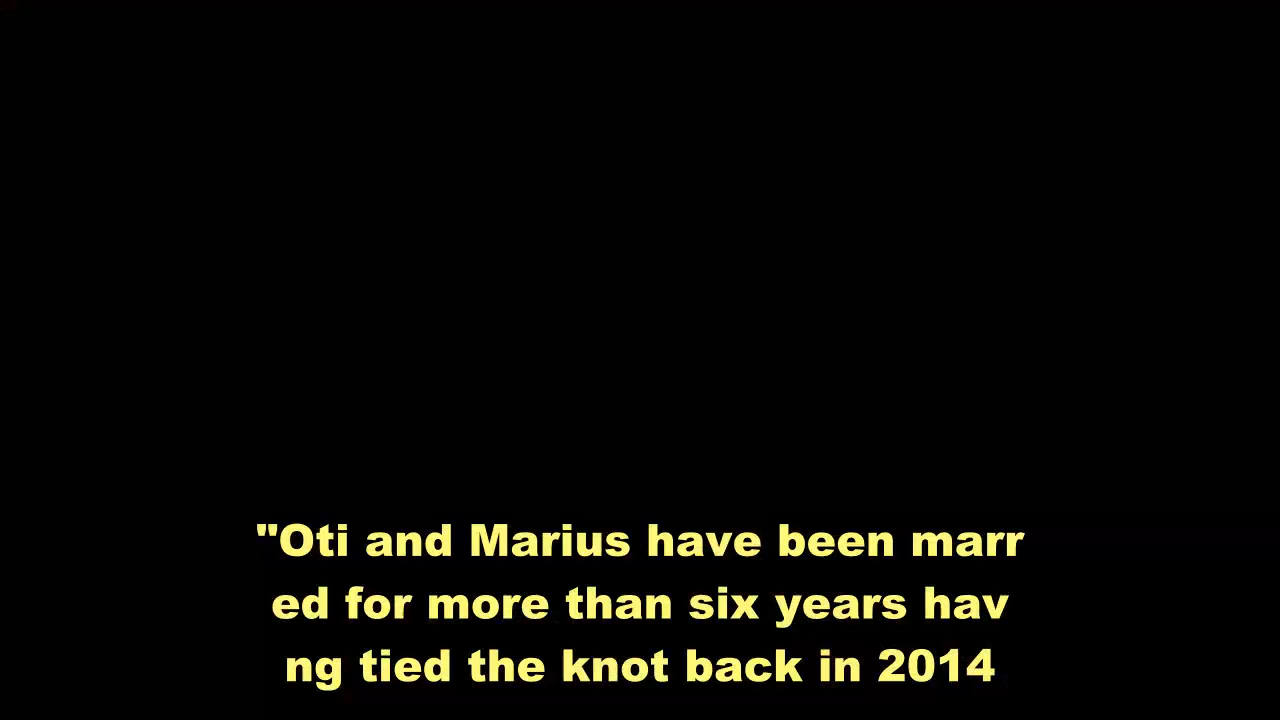 "Oti and Marius have been marr
ed for more than six years hav
ng tied the knot back in 2014